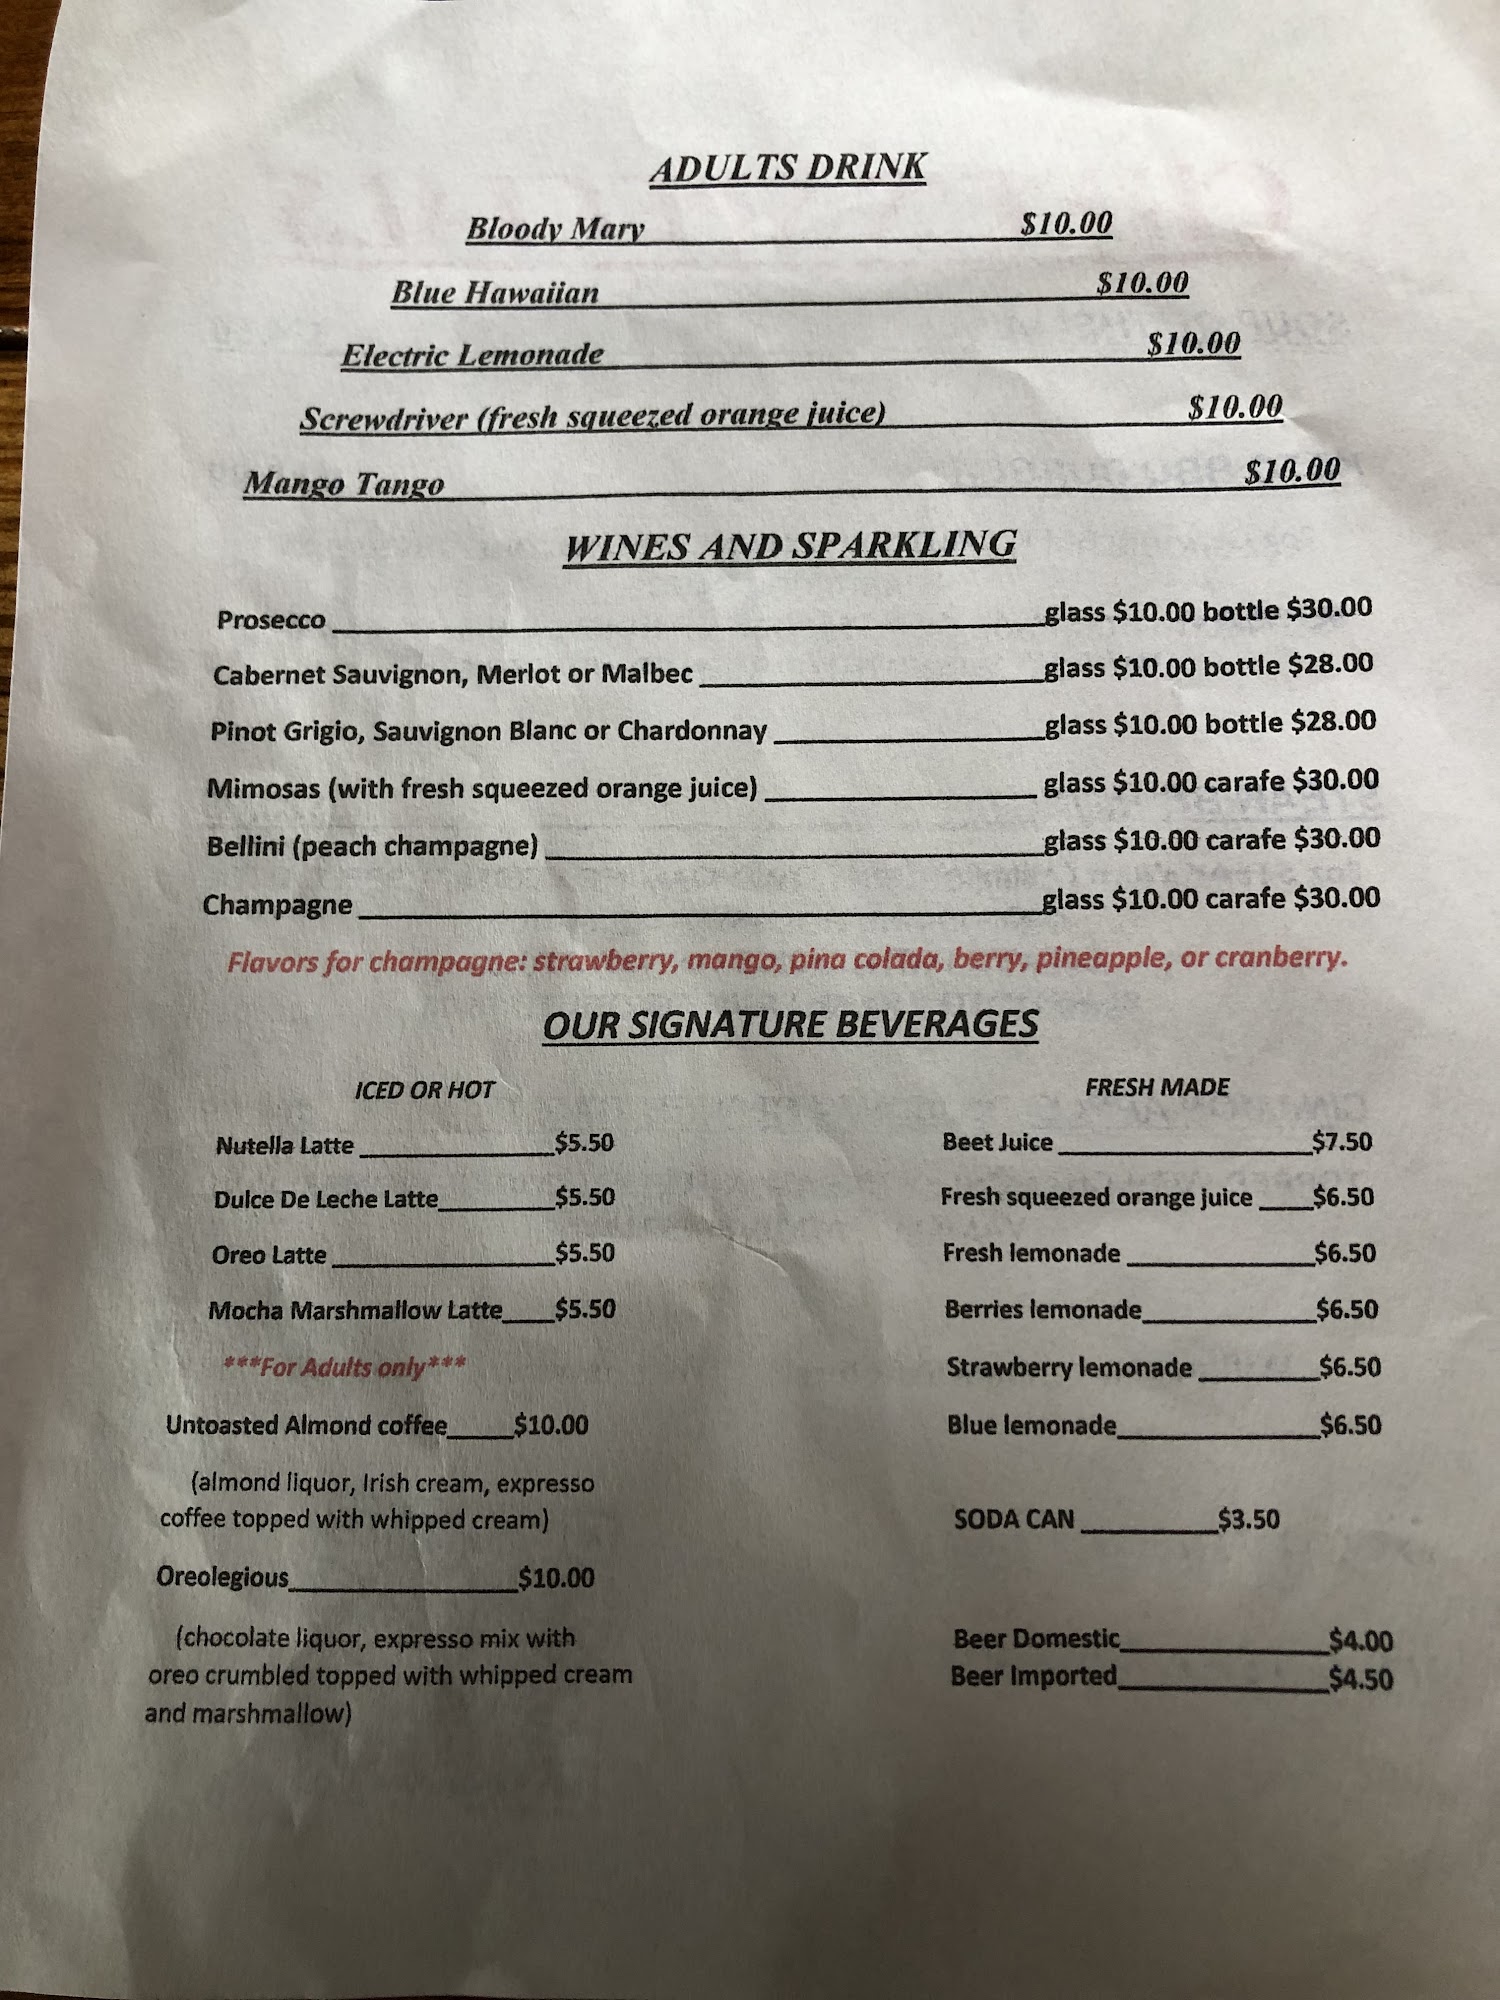 ADULTS DRINK
Bloody Mary $10.00
Blue Hawaiian $10.00
Electric Lemonade $10.00
Screwdriver (fresh squeezed orange juice) $10.00
Mango Tango $10.00
WINES AND SPARKLING
Prosecco glass $10.00 bottle $30.00
Cabernet Sauvignon, Merlot or Malbec glass $10.00 bottle $28.00
Pinot Grigio, Sauvignon Blanc or Chardonnay glass $10.00 bottle $28.00
Mimosas (with fresh squeezed orange juice) glass $10.00 carafe $30.00
Bellini (peach champagne) glass $10.00 carafe $30.00
Champagne glass $10.00 carafe $30.00
Flavors for champagne: strawberry, mango, pina colada, berry, pineapple, or cranberry.
OUR SIGNATURE BEVERAGES
ICED OR HOT
Nutella Latte $5.50
Dulce De Leche Latte $5.50
Oreo Latte $5.50
Mocha Marshmallow Latte $5.50
***For Adults only***
Untoasted Almond coffee $10.00
(almond liquor, Irish cream, expresso
coffee topped with whipped cream)
Oreolegious $10.00
(chocolate liquor, expresso mix with
oreo crumbled topped with whipped cream
and marshmallow)
FRESH MADE
Beet Juice $7.50
Fresh squeezed orange juice $6.50
Fresh lemonade $6.50
Berries lemonade $6.50
Strawberry lemonade $6.50
Blue lemonade $6.50
SODA CAN $3.50
Beer Domestic $4.00
Beer Imported $4.50